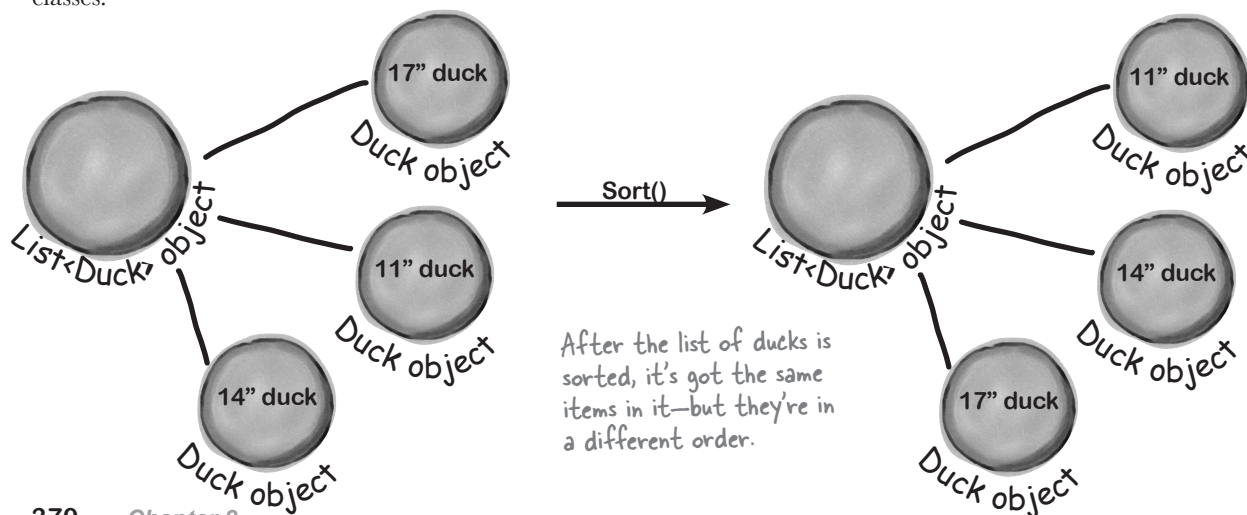 classes.
17” duck
Duck object
List<Duck> object
11” duck
Duck object
14” duck
Duck object
Sort()
After the list of ducks is
sorted, it's got the same
items in it—but they're in
a different order.
11” duck
Duck object
List<Duck> object
14” duck
Duck object
17” duck
Duck object